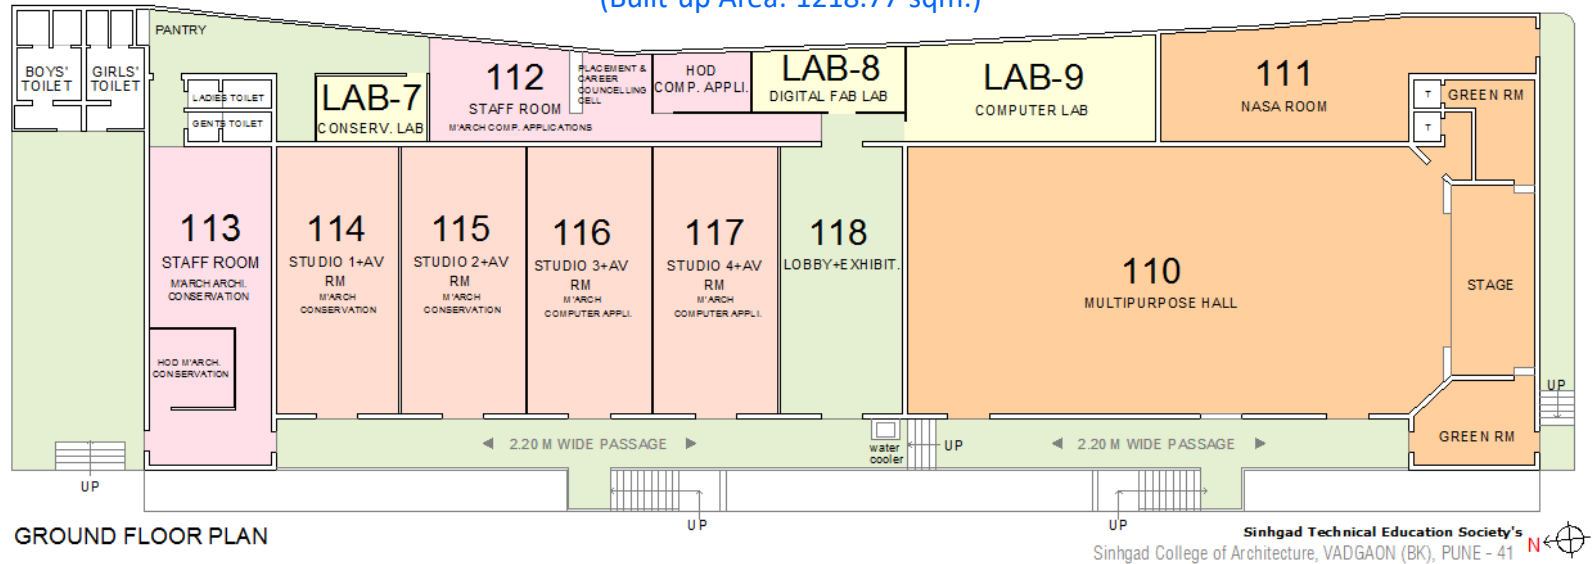 (Built up Area: 1218.77 sqm.)
PANTRY
BOYS'
TOILET
GIRLS'
TOILET
LADIES TOILET
GENTS TOILET
LAB-7
CONSERV. LAB
112
STAFF ROOM
M'ARCH COMP. APPLICATIONS
PLACEMENT &
CAREER
COUNCELLING
CELL
HOD
COMP. APPLI.
LAB-8
DIGITAL FAB LAB
LAB-9
COMPUTER LAB
111
NASA ROOM
T
T
GREEN RM
113
STAFF ROOM
M'ARCH ARCHI.
CONSERVATION
HOD M'ARCH.
CONSERVATION
114
STUDIO 1+AV
RM
M'ARCH
CONSERVATION
115
STUDIO 2+AV
RM
M'ARCH
CONSERVATION
116
STUDIO 3+AV
RM
M'ARCH
COMPUTER APPLI.
117
STUDIO 4+AV
RM
M'ARCH
COMPUTER APPLI.
118
LOBBY+EXHIBIT.
110
MULTIPURPOSE HALL
STAGE
UP
GREEN RM
2.20 M WIDE PASSAGE
water
cooler
UP
2.20 M WIDE PASSAGE
UP
UP
UP
GROUND FLOOR PLAN
Sinhgad Technical Education Society's
Sinhgad College of Architecture, VADGAON (BK), PUNE - 41
N